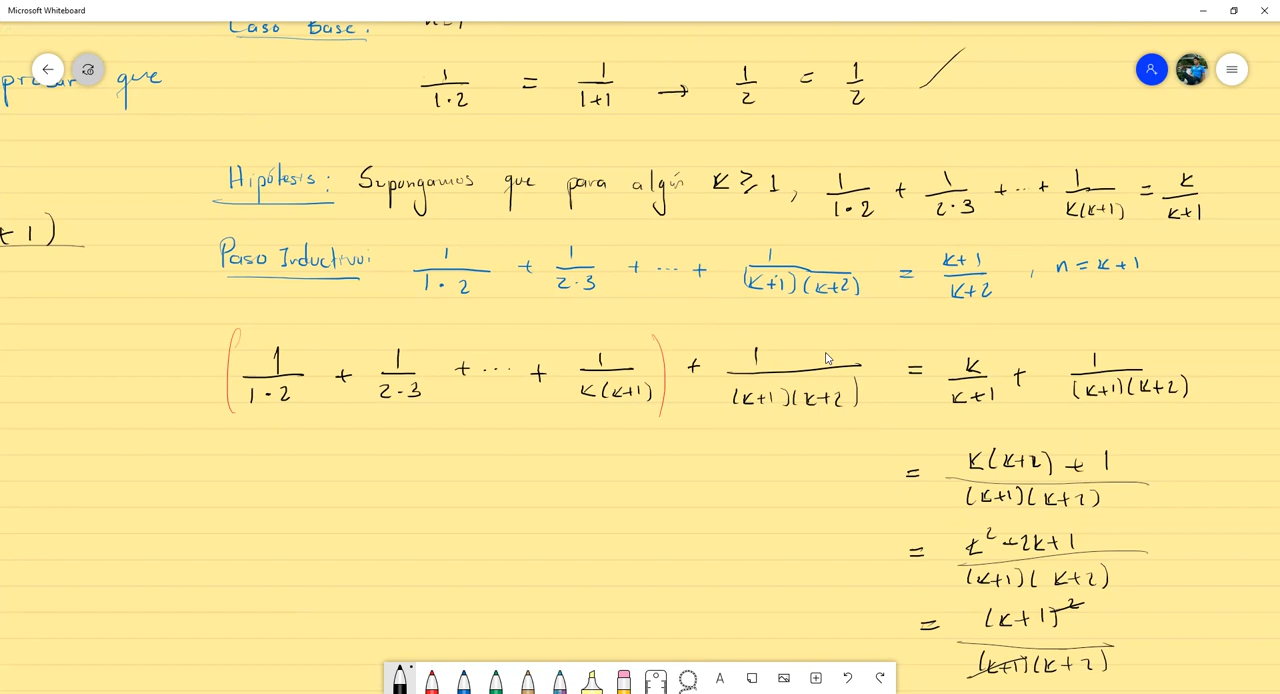 Microsoft Whiteboard
Caso Base: n=1
que
1/(1·2) = 1/(1+1) → 1/2 = 1/2
Hipótesis: Supongamos que para algún K ≥ 1, 1/(1·2) + 1/(2·3) + ... + 1/(K(K+1)) = K/(K+1)
+1)
Paso Inductivo: 1/(1·2) + 1/(2·3) + ... + 1/((K+1)(K+2)) = (K+1)/(K+2), n=K+1
(1/(1·2) + 1/(2·3) + ... + 1/(K(K+1))) + 1/((K+1)(K+2)) = K/(K+1) + 1/((K+1)(K+2))
= (K(K+2) + 1)/((K+1)(K+2))
= (K²+2K+1)/((K+1)(K+2))
= (K+1)²/((K+1)(K+2))
A